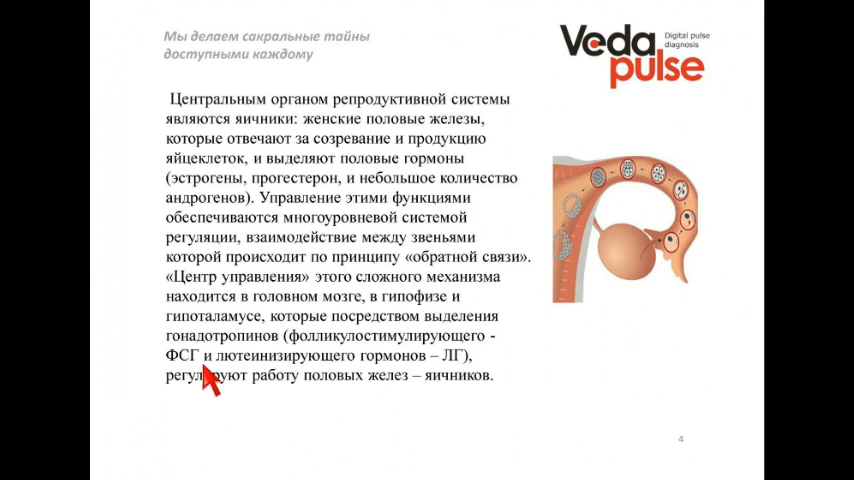 Мы делаем сакральные тайны
доступными каждому
Veda
pulse
Digital pulse
diagnosis
Центральным органом репродуктивной системы
являются яичники: женские половые железы,
которые отвечают за созревание и продукцию
яйцеклеток, и выделяют половые гормоны
(эстрогены, прогестерон, и небольшое количество
андрогенов). Управление этими функциями
обеспечиваются многоуровневой системой
регуляции, взаимодействие между звеньями
которой происходит по принципу «обратной связи».
«Центр управления» этого сложного механизма
находится в головном мозге, в гипофизе и
гипоталамусе, которые посредством выделения
гонадотропинов (фолликулостимулирующего -
ФСГ и лютеинизирующего гормонов – ЛГ),
регулируют работу половых желез – яичников.
4